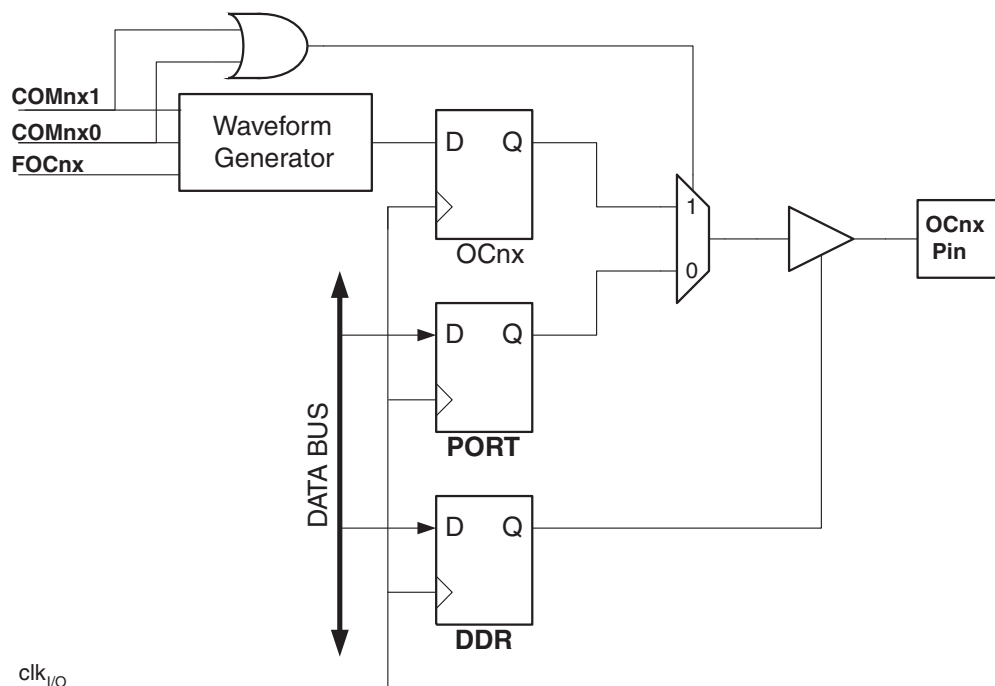 COMnx1
COMnx0
FOCnx
Waveform
Generator
D Q
OCnx
1
0
OCnx
Pin
D Q
PORT
DATA BUS
D Q
DDR
clkI/O